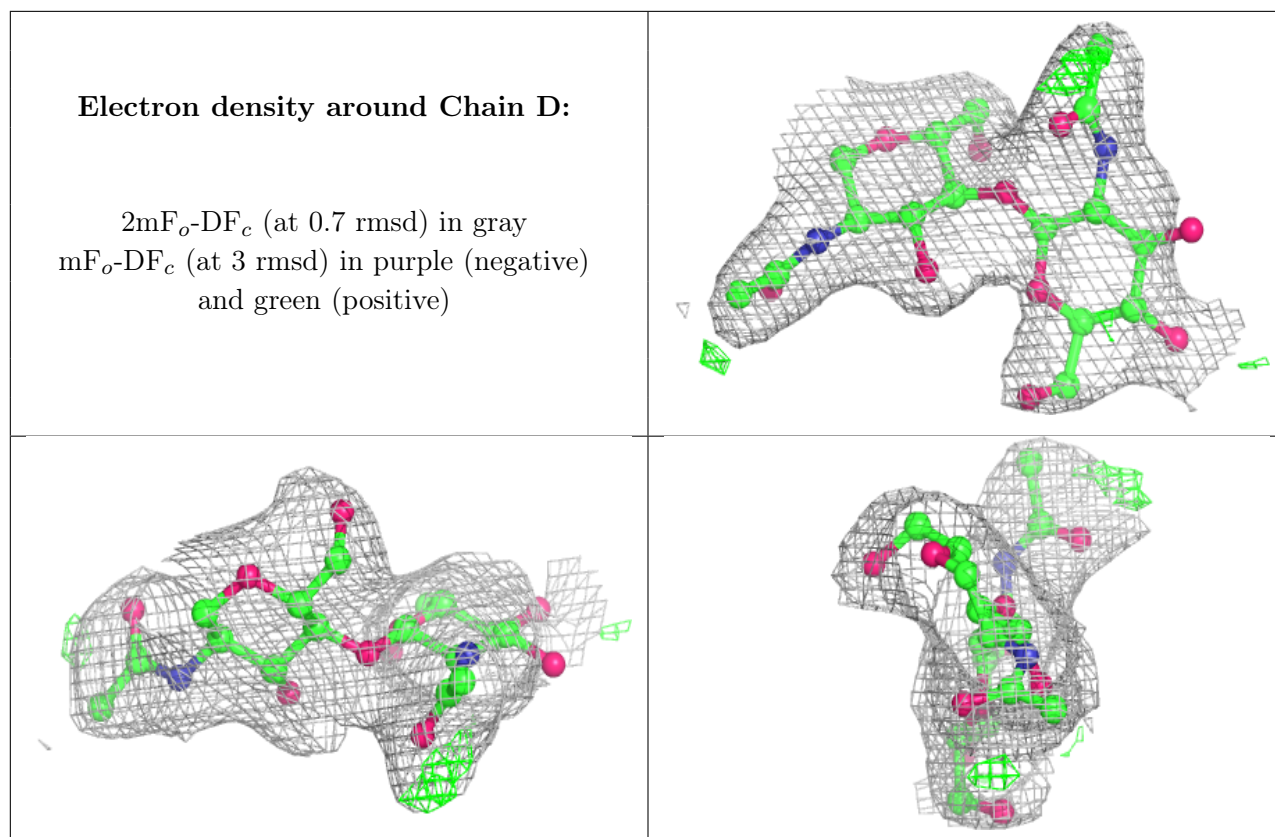 Electron density around Chain D:
2mFₒ-DF𝒸 (at 0.7 rmsd) in gray
mFₒ-DF𝒸 (at 3 rmsd) in purple (negative)
and green (positive)